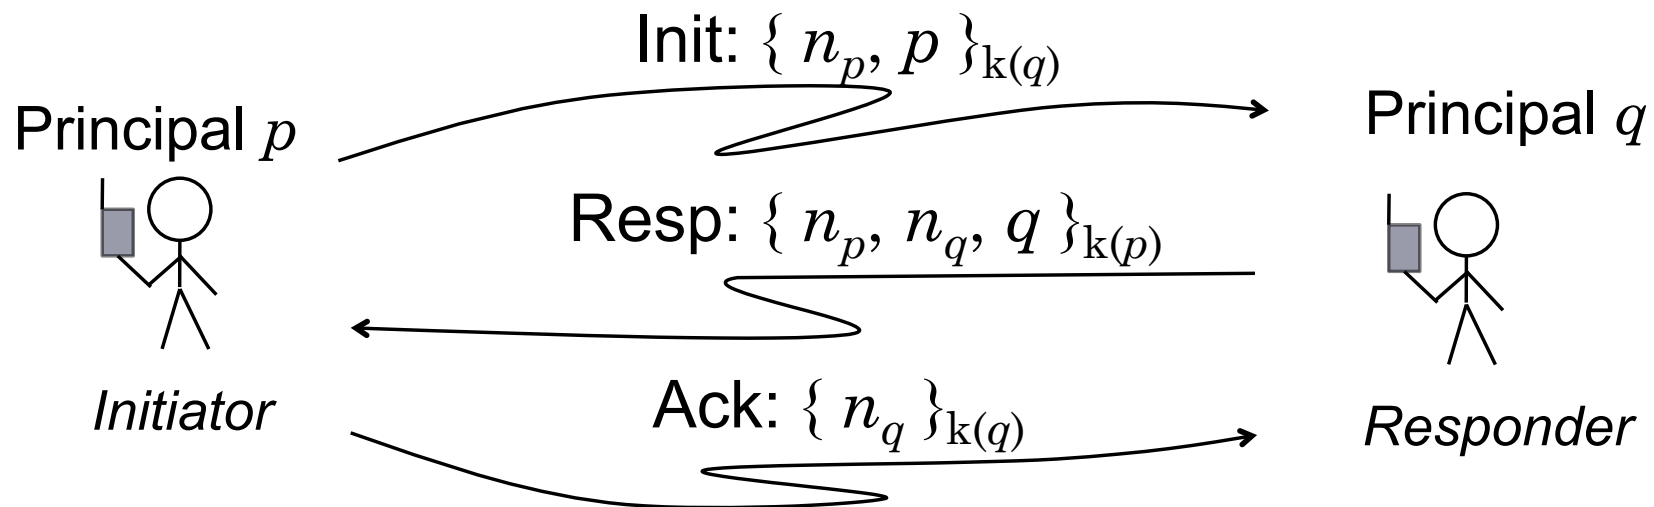 Init: { n_p, p }_k(q)
Principal p
Principal q
Resp: { n_p, n_q, q }_k(p)
Initiator
Ack: { n_q }_k(q)
Responder